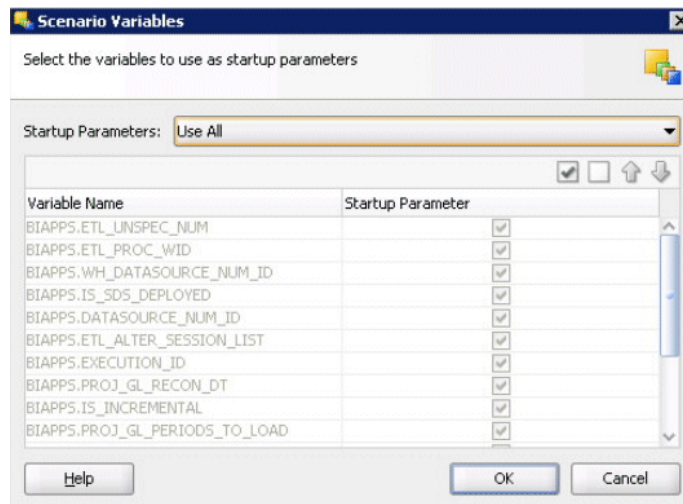 Scenario Variables
Select the variables to use as startup parameters
Startup Parameters: Use All
Variable Name Startup Parameter
BIAPPS.ETL_UNSPEC_NUM
BIAPPS.ETL_PROC_WID
BIAPPS.WH_DATASOURCE_NUM_ID
BIAPPS.IS_SDS_DEPLOYED
BIAPPS.DATASOURCE_NUM_ID
BIAPPS.ETL_ALTER_SESSION_LIST
BIAPPS.EXECUTION_ID
BIAPPS.PROJ_GL_RECON_DT
BIAPPS.IS_INCREMENTAL
BIAPPS.PROJ_GL_PERIODS_TO_LOAD
Help OK Cancel